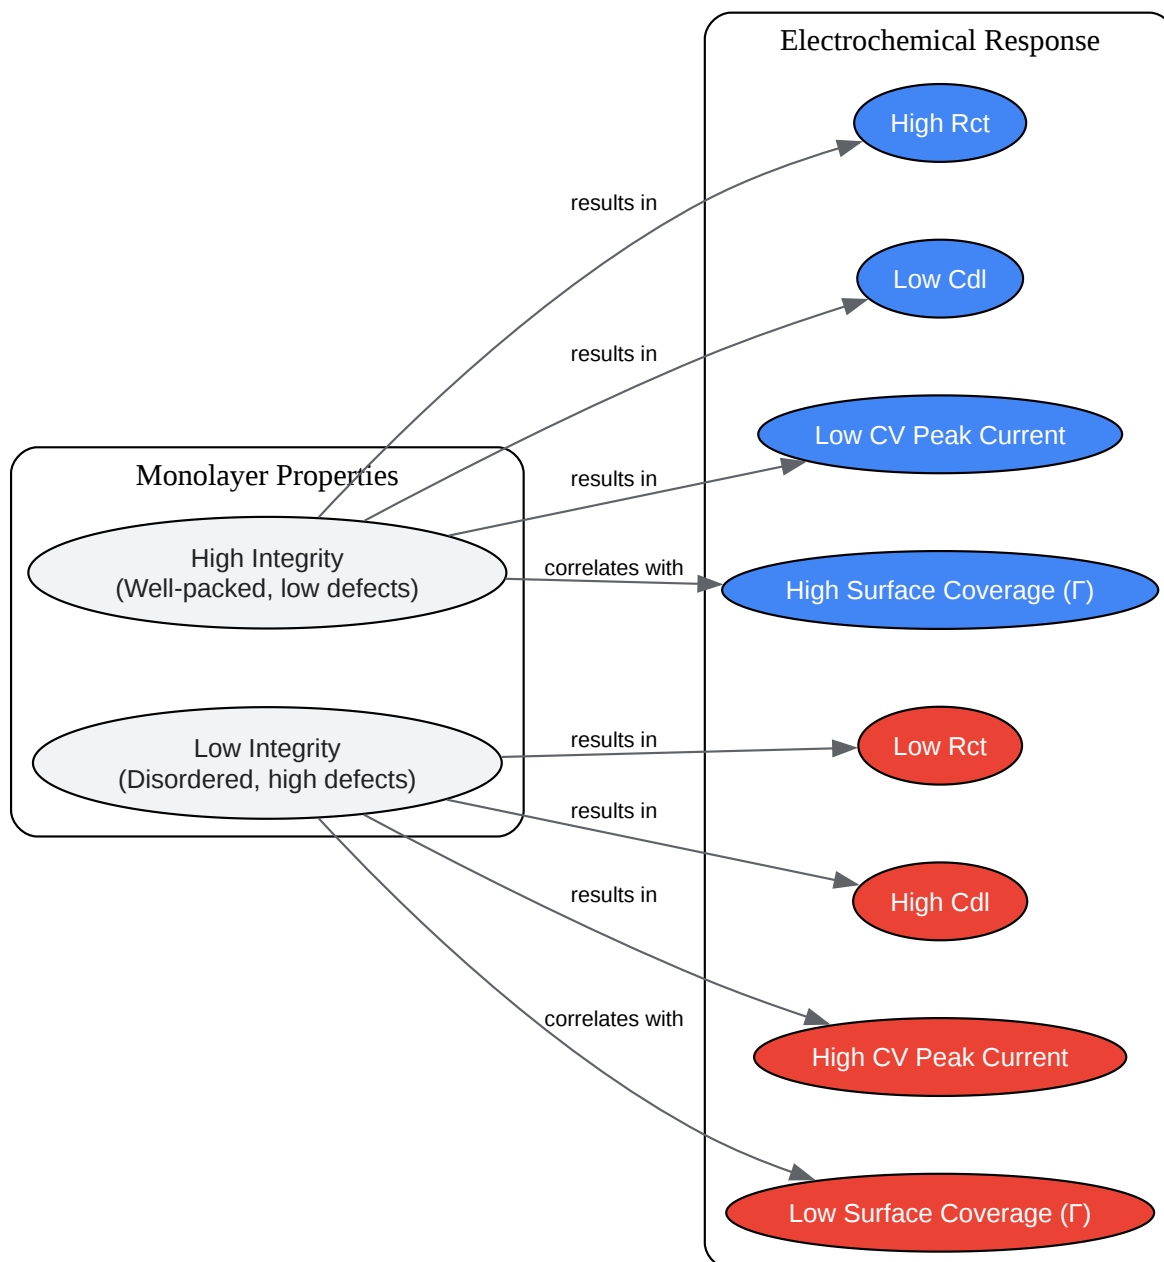 Electrochemical Response
High Rct
results in
Low Cdl
results in
Low CV Peak Current
results in
Monolayer Properties
High Integrity
(Well-packed, low defects)
correlates with
High Surface Coverage (Γ)
Low Integrity
(Disordered, high defects)
results in
Low Rct
results in
High Cdl
results in
High CV Peak Current
correlates with
Low Surface Coverage (Γ)